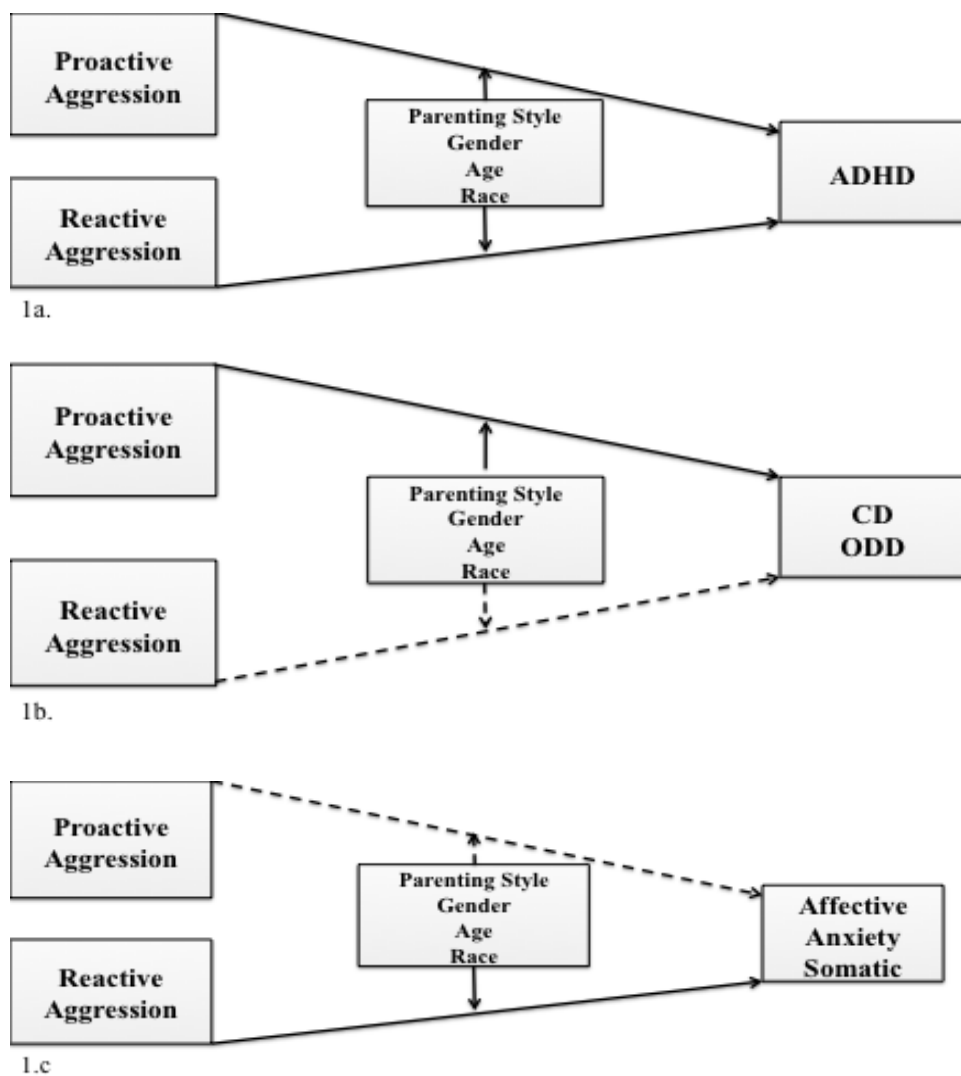 Proactive
Aggression
Parenting Style
Gender
Age
Race
ADHD
Reactive
Aggression
1a.
Proactive
Aggression
Parenting Style
Gender
Age
Race
CD
ODD
Reactive
Aggression
1b.
Proactive
Aggression
Parenting Style
Gender
Age
Race
Affective
Anxiety
Somatic
Reactive
Aggression
1.c